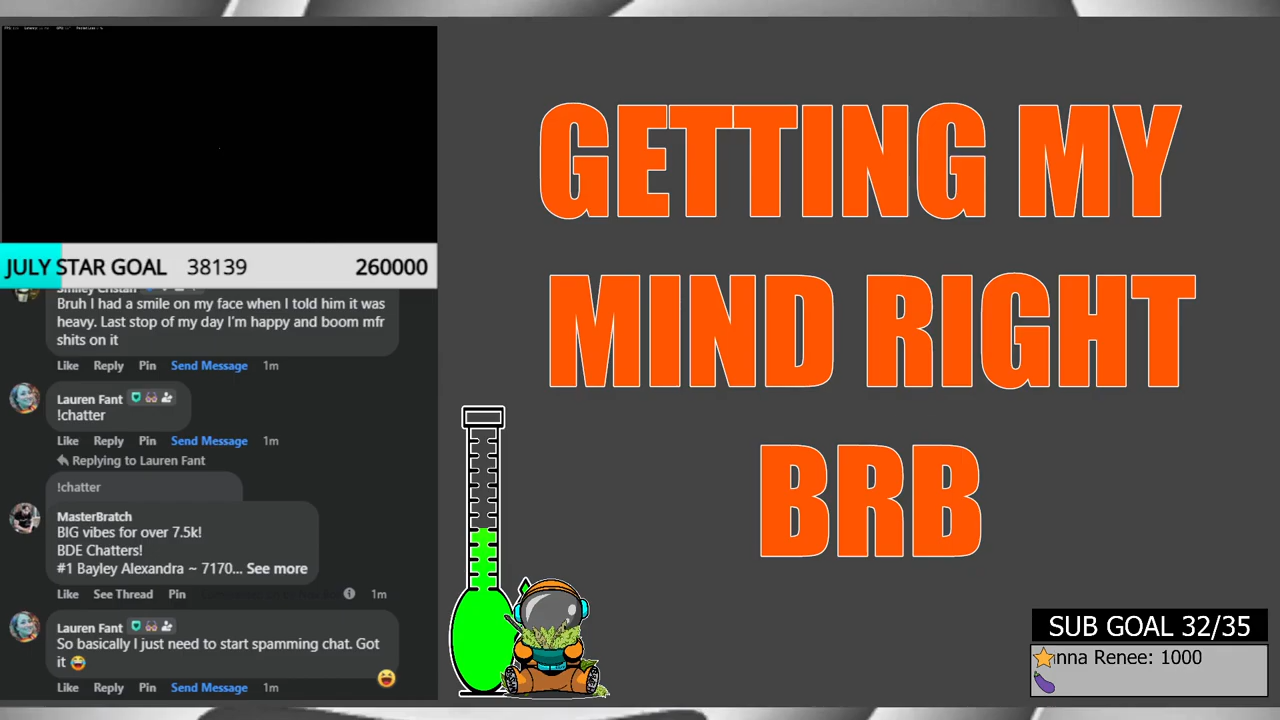 JULY STAR GOAL 38139 260000
Smiley Cristian
Bruh I had a smile on my face when I told him it was
heavy. Last stop of my day I'm happy and boom mfr
shits on it
Like Reply Pin Send Message 1m
Lauren Fant
!chatter
Like Reply Pin Send Message 1m
Replying to Lauren Fant
!chatter
MasterBratch
BIG vibes for over 7.5k!
BDE Chatters!
#1 Bayley Alexandra ~ 7170... See more
Like See Thread Pin 1m
Lauren Fant
So basically I just need to start spamming chat. Got
it 😆
Like Reply Pin Send Message 1m
GETTING MY
MIND RIGHT
BRB
SUB GOAL 32/35
nna Renee: 1000